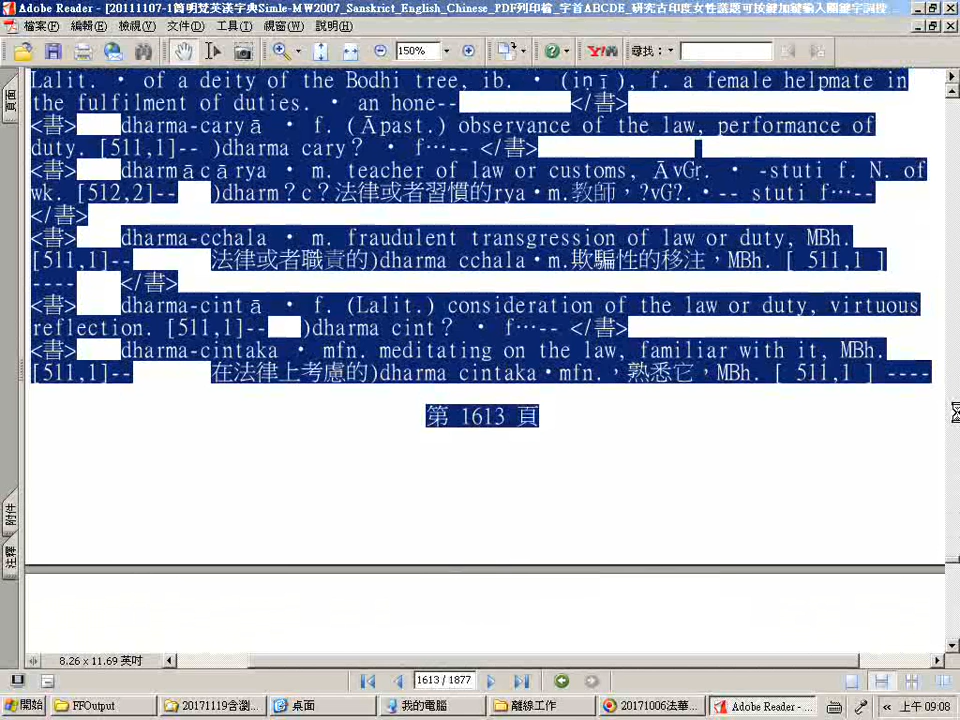 Adobe Reader - [20111107-1簡明梵英漢字典Simle-MW2007_Sanskrict_English_Chinese_PDF列印檔_字首ABCDE_研究古印度女性議題可按鍵加鍵輸入關鍵字詞搜
檔案(F) 編輯(E) 檢視(V) 文件(D) 工具(T) 視窗(W) 說明(H)
150% 尋找：
頁面
Lalit. • of a deity of the Bodhi tree, ib. • (iṇī), f. a female helpmate in
the fulfilment of duties. • an hone-- </書>
<書> dharma-caryā • f. (Āpast.) observance of the law, performance of
duty. [511,1]-- )dharma cary? • f…-- </書>
<書> dharmācārya • m. teacher of law or customs, ĀvGṛ. • -stuti f. N. of
wk. [512,2]-- )dharm？c？法律或者習慣的rya•m.教師，?vG?.•-- stuti f…--
</書>
<書> dharma-cchala • m. fraudulent transgression of law or duty, MBh.
[511,1]-- 法律或者職責的)dharma cchala•m.欺騙性的移注，MBh. [ 511,1 ]
---- </書>
<書> dharma-cintā • f. (Lalit.) consideration of the law or duty, virtuous
reflection. [511,1]-- )dharma cint？ • f…-- </書>
<書> dharma-cintaka • mfn. meditating on the law, familiar with it, MBh.
[511,1]-- 在法律上考慮的)dharma cintaka•mfn.，熟悉它，MBh. [ 511,1 ] ----
第 1613 頁
附件
注釋
8.26 x 11.69 英吋
1613 / 1877
開始 FFOutput 20171119含瀏... 桌面 我的電腦 離線工作 20171006法華... Adobe Reader -... « 上午 09:08